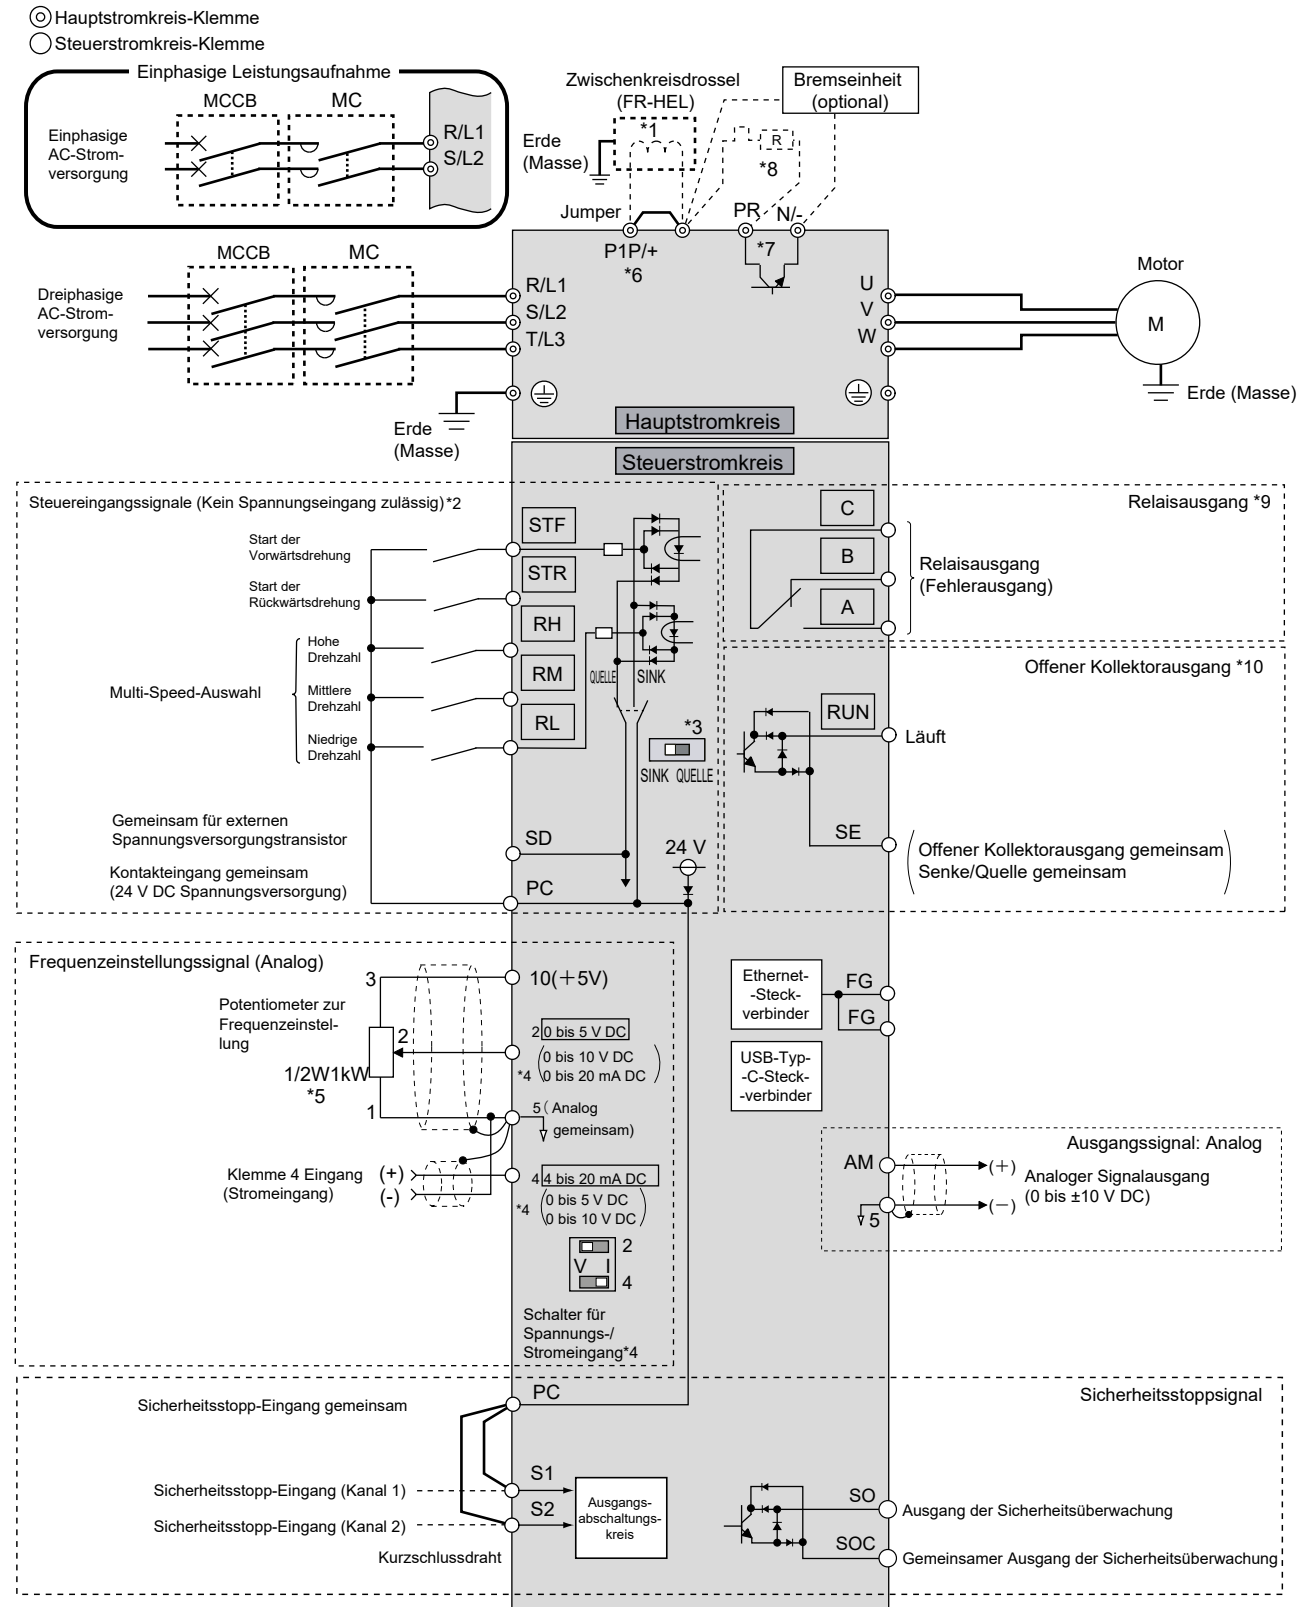 Hauptstromkreis-Klemme
Steuerstromkreis-Klemme
Einphasige Leistungsaufnahme
MCCB
MC
Einphasige
AC-Strom-
versorgung
R/L1
S/L2
Zwischenkreisdrossel
(FR-HEL)
*1
Erde
(Masse)
Bremseinheit
(optional)
R
*8
Jumper
PR
N/-
P1P/+
*6
*7
MCCB
MC
Dreiphasige
AC-Strom-
versorgung
R/L1
S/L2
T/L3
U
V
W
Motor
M
Erde (Masse)
Erde
(Masse)
Hauptstromkreis
Steuerstromkreis
Steuereingangssignale (Kein Spannungseingang zulässig)*2
Start der
Vorwärtsdrehung
Start der
Rückwärtsdrehung
Multi-Speed-Auswahl
Hohe
Drehzahl
Mittlere
Drehzahl
Niedrige
Drehzahl
STF
STR
RH
RM
RL
QUELLE
SINK
*3
SINK QUELLE
Gemeinsam für externen
Spannungsversorgungstransistor
SD
24 V
Kontakteingang gemeinsam
(24 V DC Spannungsversorgung)
PC
Relaisausgang *9
C
B
A
Relaisausgang
(Fehlerausgang)
Offener Kollektorausgang *10
RUN
Läuft
SE
Offener Kollektorausgang gemeinsam
Senke/Quelle gemeinsam
Frequenzeinstellungssignal (Analog)
Potentiometer zur
Frequenzeinstel-
lung
3
2
1
1/2W1kW
*5
10(+5V)
2 0 bis 5 V DC
*4 (0 bis 10 V DC
0 bis 20 mA DC)
5 (Analog
gemeinsam)
Klemme 4 Eingang
(Stromeingang)
(+)
(-)
4 4 bis 20 mA DC
*4 (0 bis 5 V DC
0 bis 10 V DC)
2
V I
4
Schalter für
Spannungs-/
Stromeingang*4
Ethernet-
-Steck-
verbinder
FG
FG
USB-Typ-
-C-Steck-
-verbinder
Ausgangssignal: Analog
AM
(+)
Analoger Signalausgang
(0 bis ±10 V DC)
5
(−)
Sicherheitsstoppsignal
Sicherheitsstopp-Eingang gemeinsam
PC
Sicherheitsstopp-Eingang (Kanal 1)
S1
Sicherheitsstopp-Eingang (Kanal 2)
S2
Kurzschlussdraht
Ausgangs-
abschaltungs-
kreis
SO
Ausgang der Sicherheitsüberwachung
SOC
Gemeinsamer Ausgang der Sicherheitsüberwachung